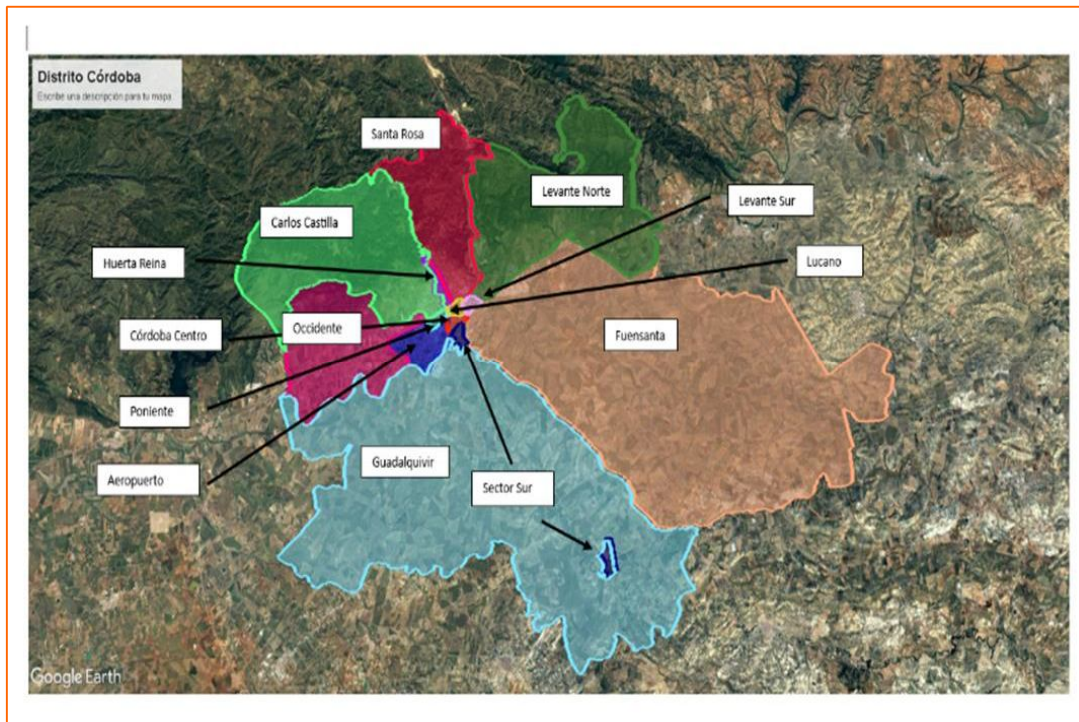 Distrito Córdoba
Escribe una descripción para tu mapa.
Santa Rosa
Levante Norte
Levante Sur
Carlos Castilla
Huerta Reina
Lucano
Córdoba Centro
Occidente
Fuensanta
Poniente
Guadalquivir
Aeropuerto
Sector Sur
Google Earth